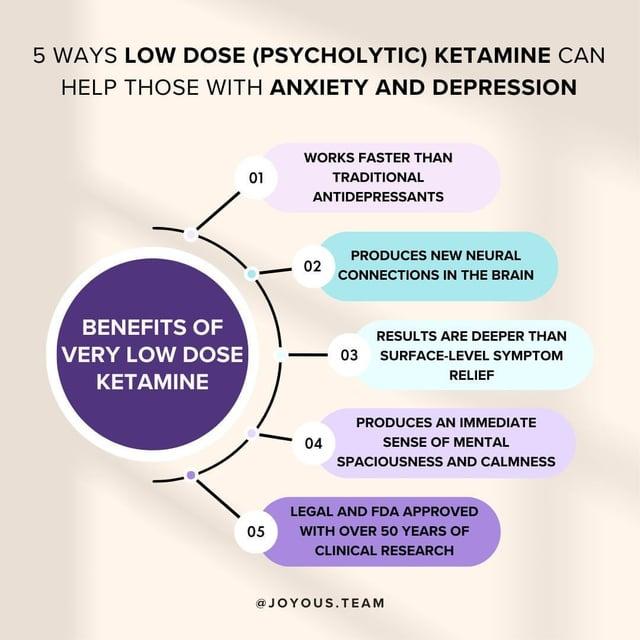 5 WAYS LOW DOSE (PSYCHOLYTIC) KETAMINE CAN
HELP THOSE WITH ANXIETY AND DEPRESSION
01
WORKS FASTER THAN
TRADITIONAL
ANTIDEPRESSANTS
02
PRODUCES NEW NEURAL
CONNECTIONS IN THE BRAIN
BENEFITS OF
VERY LOW DOSE
KETAMINE
03
RESULTS ARE DEEPER THAN
SURFACE-LEVEL SYMPTOM
RELIEF
04
PRODUCES AN IMMEDIATE
SENSE OF MENTAL
SPACIOUSNESS AND CALMNESS
05
LEGAL AND FDA APPROVED
WITH OVER 50 YEARS OF
CLINICAL RESEARCH
@JOYOUS.TEAM